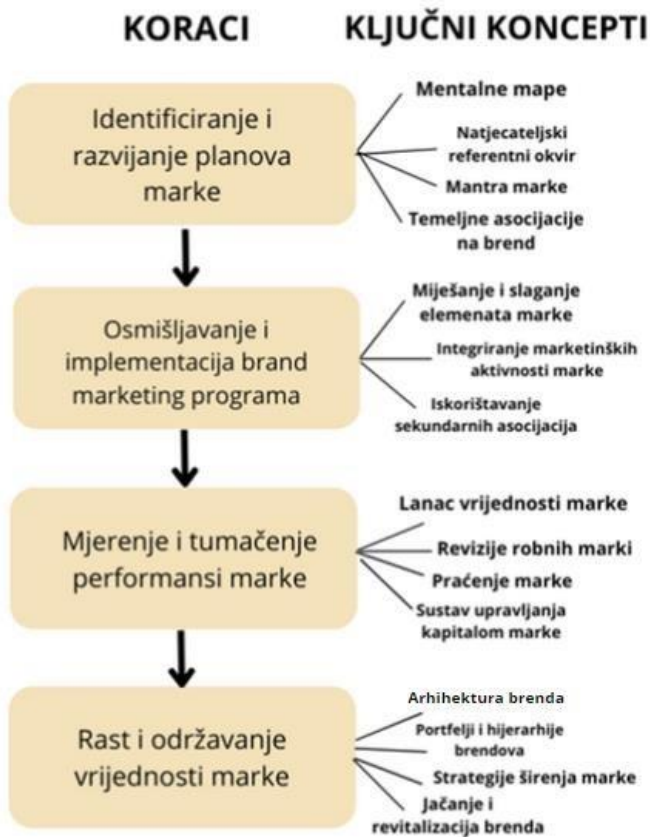 KORACI
KLJUČNI KONCEPTI
Identificiranje i
razvijanje planova
marke
Mentalne mape
Natjecateljski
referentni okvir
Mantra marke
Temeljne asocijacije
na brend
Osmišljavanje i
implementacija brand
marketing programa
Miješanje i slaganje
elemenata marke
Integriranje marketinških
aktivnosti marke
Iskorištavanje
sekundarnih asocijacija
Mjerenje i tumačenje
performansi marke
Lanac vrijednosti marke
Revizije robnih marki
Praćenje marke
Sustav upravljanja
kapitalom marke
Rast i održavanje
vrijednosti marke
Arhihektura brenda
Portfelji i hijerarhije
brendova
Strategije širenja marke
Jačanje i
revitalizacija brenda